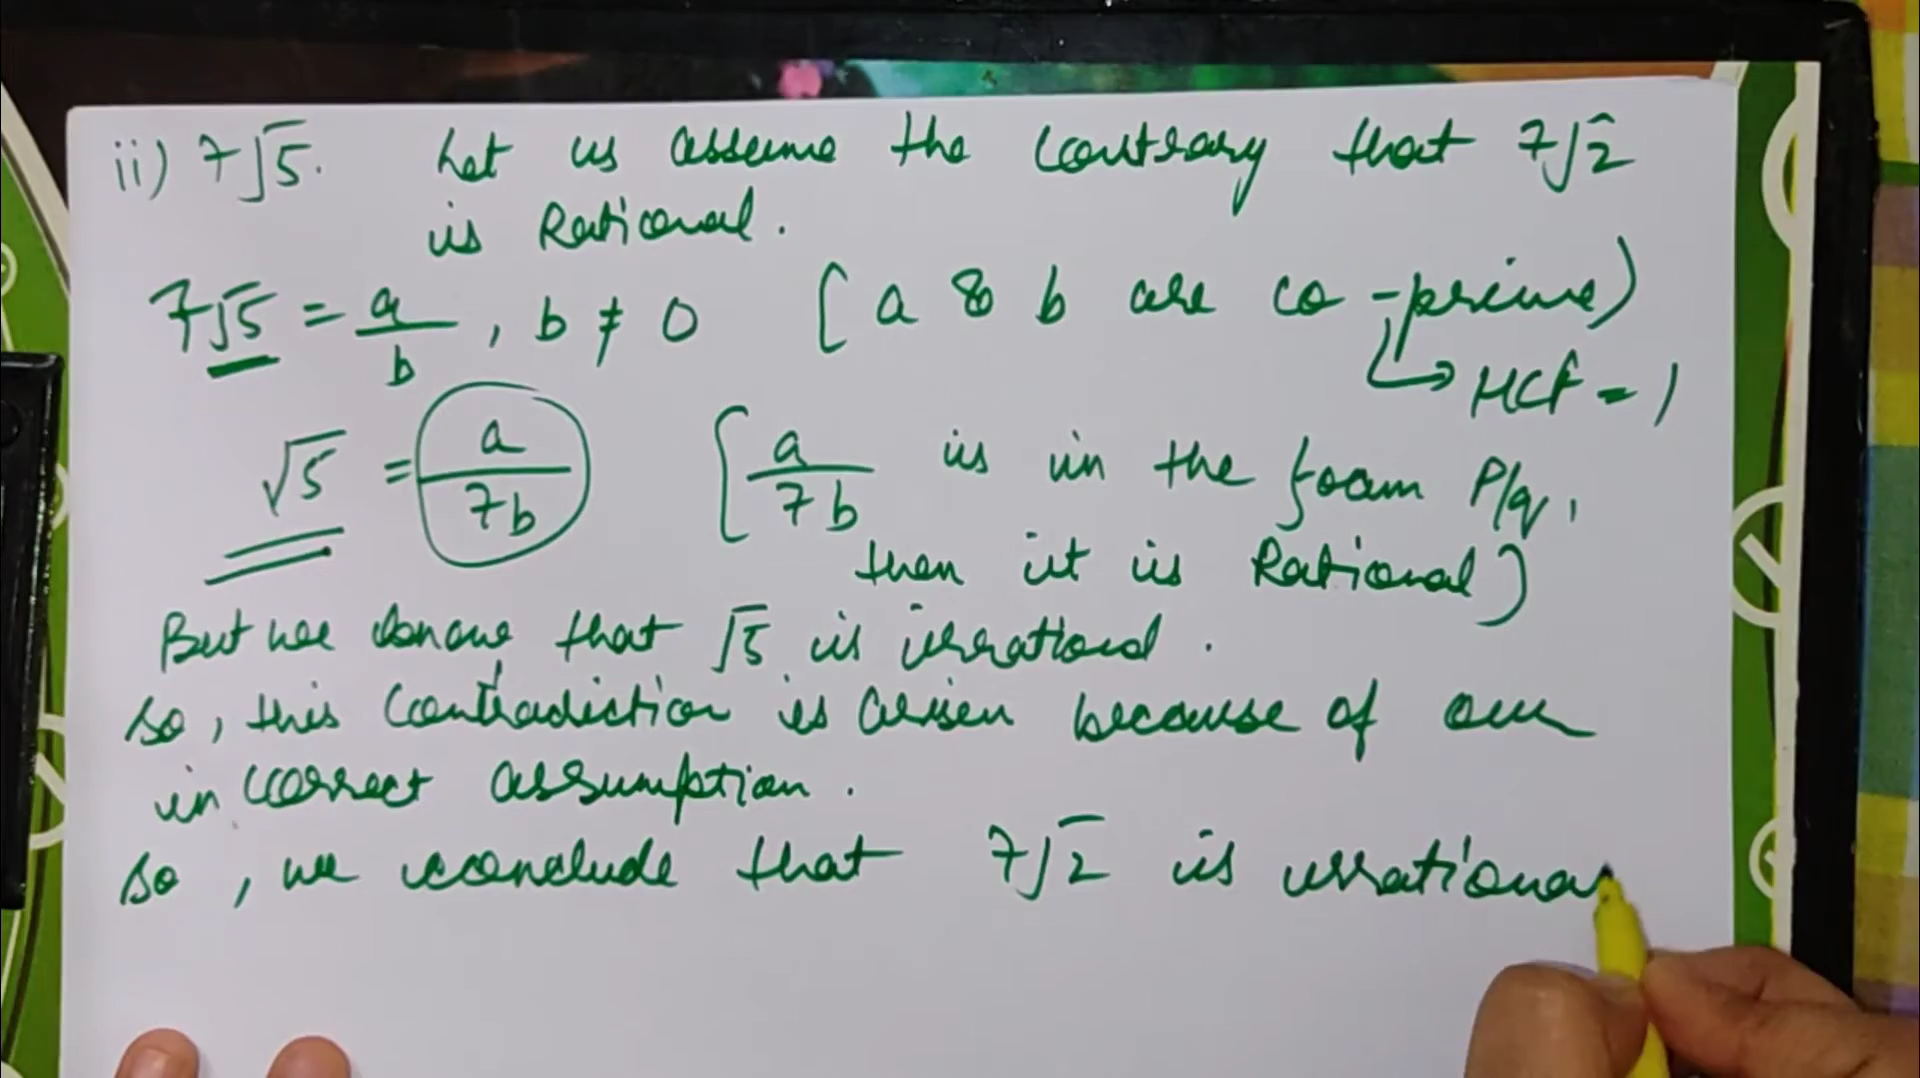 ii) 7√5. Let us assume the contrary that 7√2
is Rational.
7√5 = a/b, b ≠ 0 [a & b are co-prime)
↳ HCF = 1
√5 = a/7b [a/7b is in the foam P/q,
then it is Rational)
But we know that √5 is irrational.
So, this contradiction is arisen because of our
incorrect assumption.
So, we conclude that 7√2 is irrationa